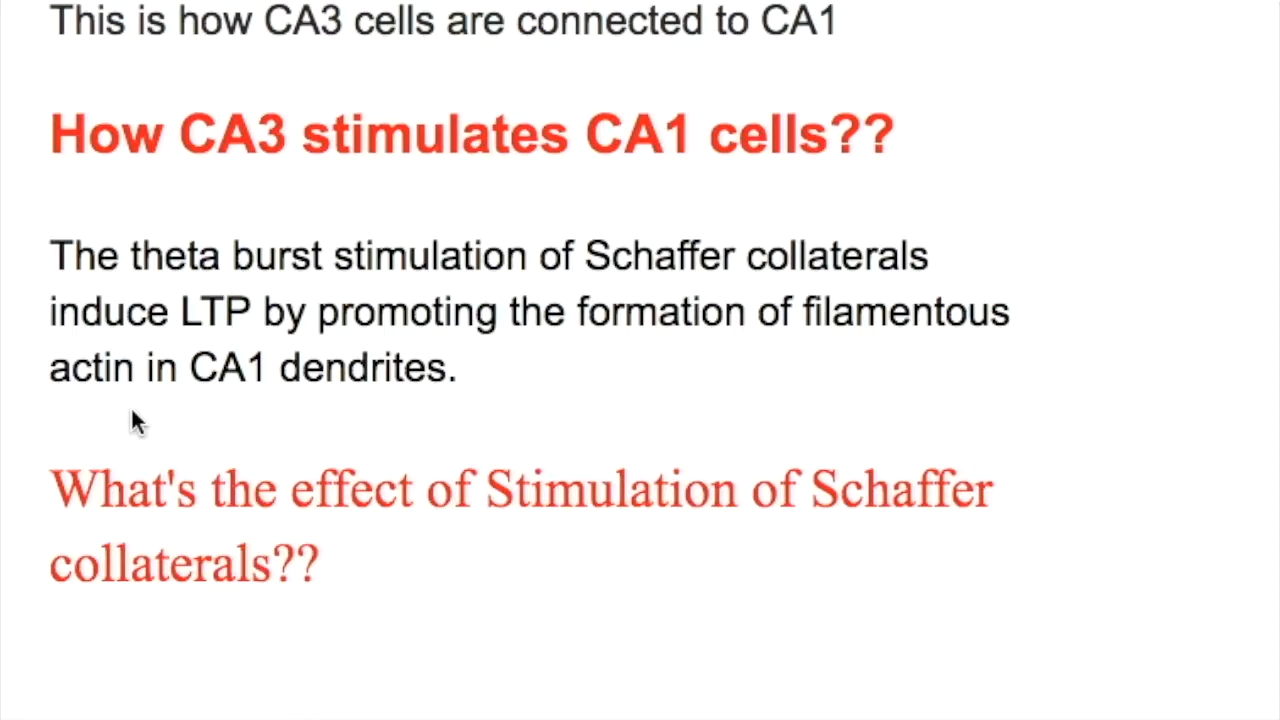 This is how CA3 cells are connected to CA1
How CA3 stimulates CA1 cells??
The theta burst stimulation of Schaffer collaterals
induce LTP by promoting the formation of filamentous
actin in CA1 dendrites.
What's the effect of Stimulation of Schaffer
collaterals??